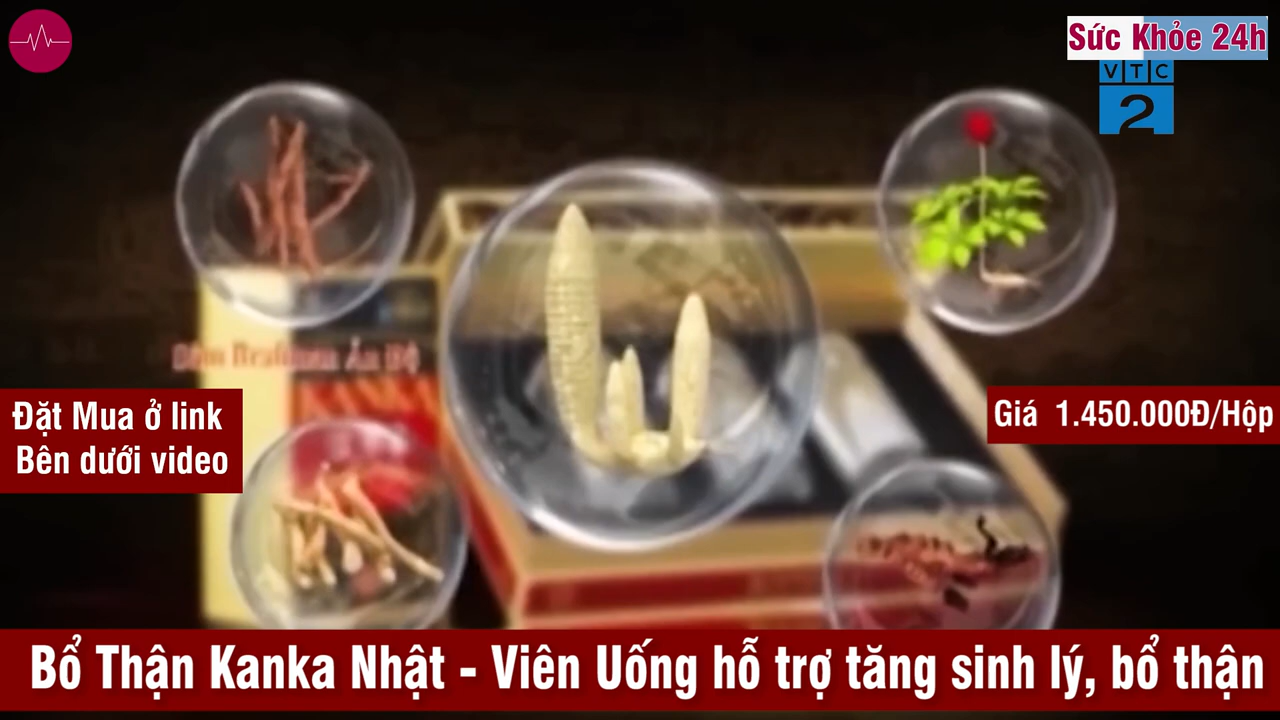 Sức Khỏe 24h
VTC
2
Đặt Mua ở link
Bên dưới video
Giá 1.450.000Đ/Hộp
Bổ Thận Kanka Nhật - Viên Uống hỗ trợ tăng sinh lý, bổ thận